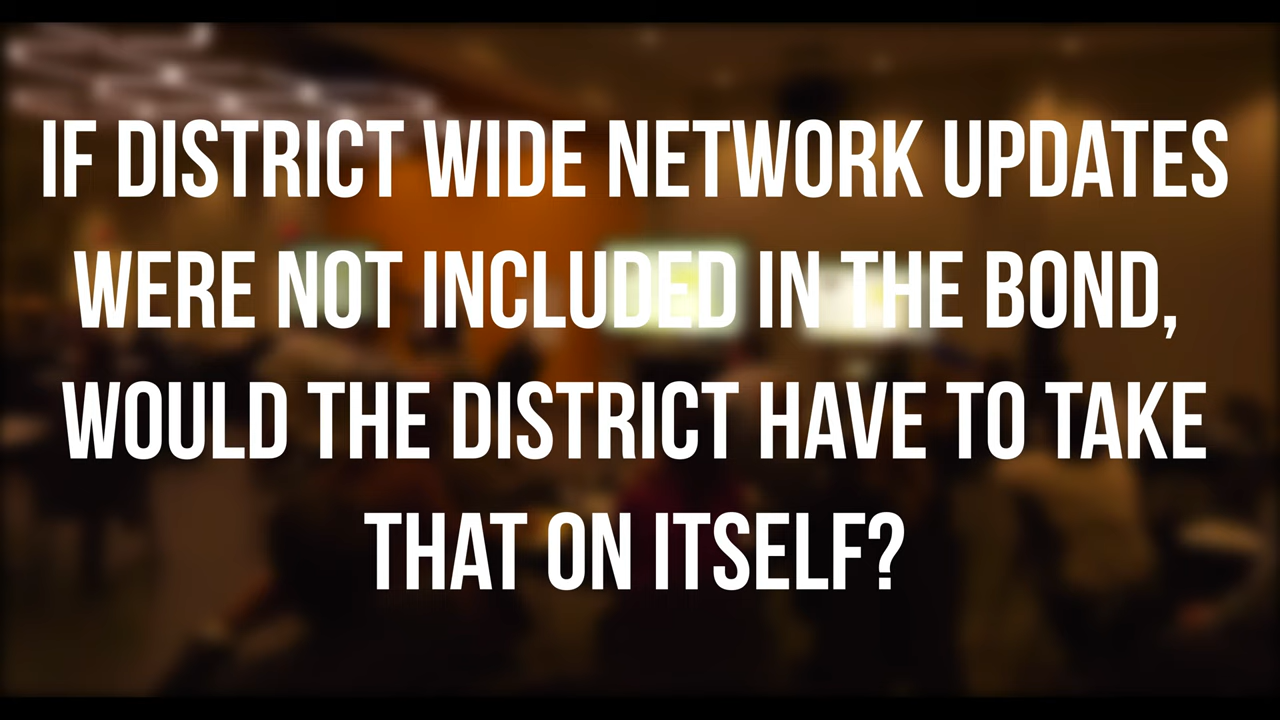 IF DISTRICT WIDE NETWORK UPDATES
WERE NOT INCLUDED IN THE BOND,
WOULD THE DISTRICT HAVE TO TAKE
THAT ON ITSELF?